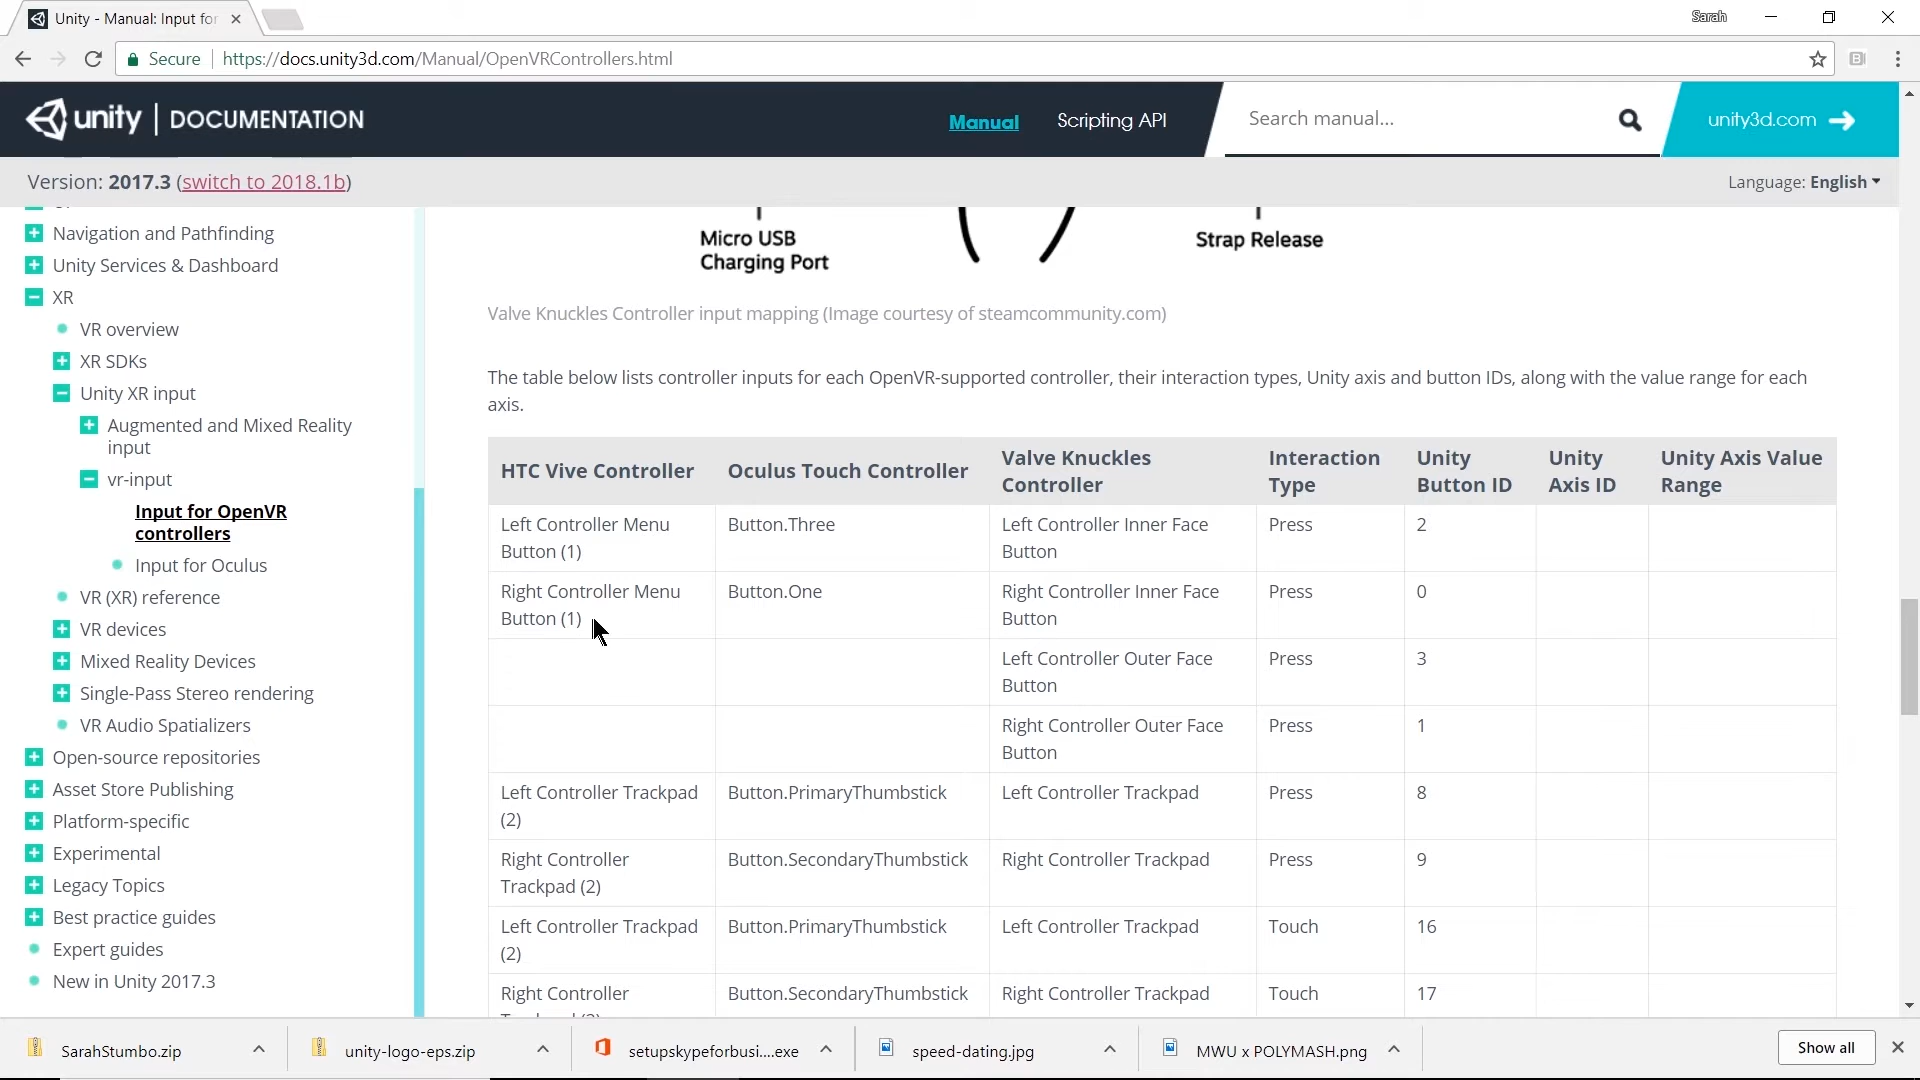 Unity - Manual: Input for
Sarah
Secure
https://docs.unity3d.com/Manual/OpenVRControllers.html
unity | DOCUMENTATION
Manual
Scripting API
Search manual...
unity3d.com
Version: 2017.3 (switch to 2018.1b)
Language: English
Navigation and Pathfinding
Unity Services & Dashboard
XR
VR overview
XR SDKs
Unity XR input
Augmented and Mixed Reality
input
vr-input
Input for OpenVR
controllers
Input for Oculus
VR (XR) reference
VR devices
Mixed Reality Devices
Single-Pass Stereo rendering
VR Audio Spatializers
Open-source repositories
Asset Store Publishing
Platform-specific
Experimental
Legacy Topics
Best practice guides
Expert guides
New in Unity 2017.3
Micro USB
Charging Port
Strap Release
Valve Knuckles Controller input mapping (Image courtesy of steamcommunity.com)
The table below lists controller inputs for each OpenVR-supported controller, their interaction types, Unity axis and button IDs, along with the value range for each
axis.
HTC Vive Controller
Oculus Touch Controller
Valve Knuckles
Controller
Interaction
Type
Unity
Button ID
Unity
Axis ID
Unity Axis Value
Range
Left Controller Menu
Button (1)
Button.Three
Left Controller Inner Face
Button
Press
2
Right Controller Menu
Button (1)
Button.One
Right Controller Inner Face
Button
Press
0
Left Controller Outer Face
Button
Press
3
Right Controller Outer Face
Button
Press
1
Left Controller Trackpad
(2)
Button.PrimaryThumbstick
Left Controller Trackpad
Press
8
Right Controller
Trackpad (2)
Button.SecondaryThumbstick
Right Controller Trackpad
Press
9
Left Controller Trackpad
(2)
Button.PrimaryThumbstick
Left Controller Trackpad
Touch
16
Right Controller
Button.SecondaryThumbstick
Right Controller Trackpad
Touch
17
SarahStumbo.zip
unity-logo-eps.zip
setupskypeforbusi....exe
speed-dating.jpg
MWU x POLYMASH.png
Show all